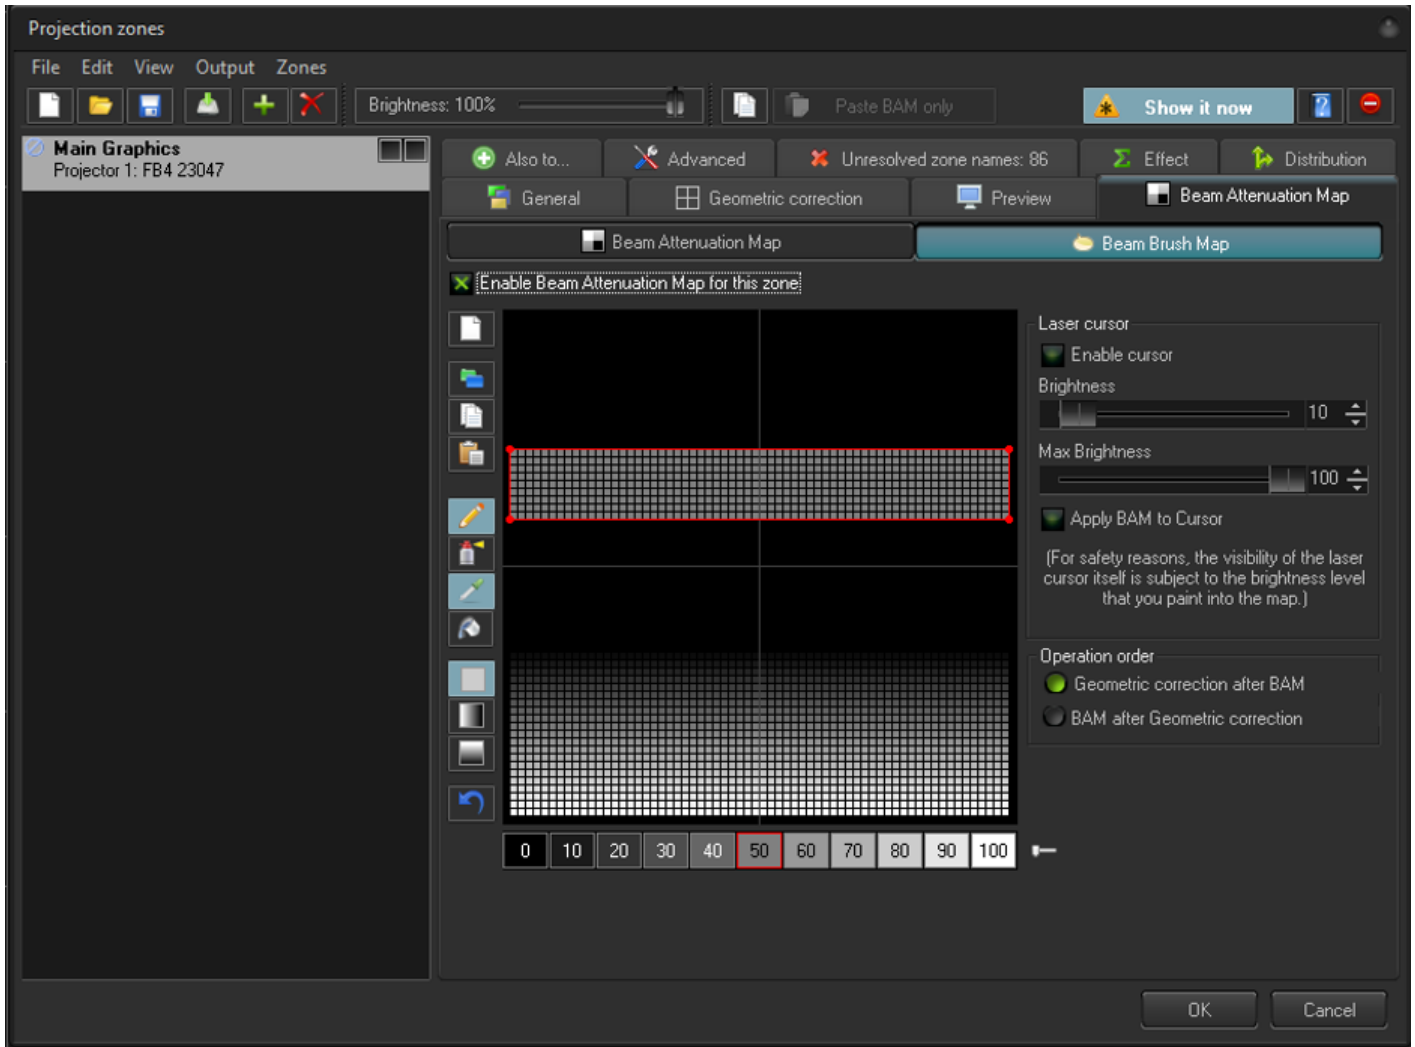 Projection zones
File Edit View Output Zones
Brightness: 100% Paste BAM only Show it now
Main Graphics
Projector 1: FB4 23047
Also to... Advanced Unresolved zone names: 86 Effect Distribution
General Geometric correction Preview Beam Attenuation Map
Beam Attenuation Map Beam Brush Map
Enable Beam Attenuation Map for this zone
Laser cursor
Enable cursor
Brightness
10
Max Brightness
100
Apply BAM to Cursor
(For safety reasons, the visibility of the laser
cursor itself is subject to the brightness level
that you paint into the map.)
Operation order
Geometric correction after BAM
BAM after Geometric correction
0 10 20 30 40 50 60 70 80 90 100
OK Cancel